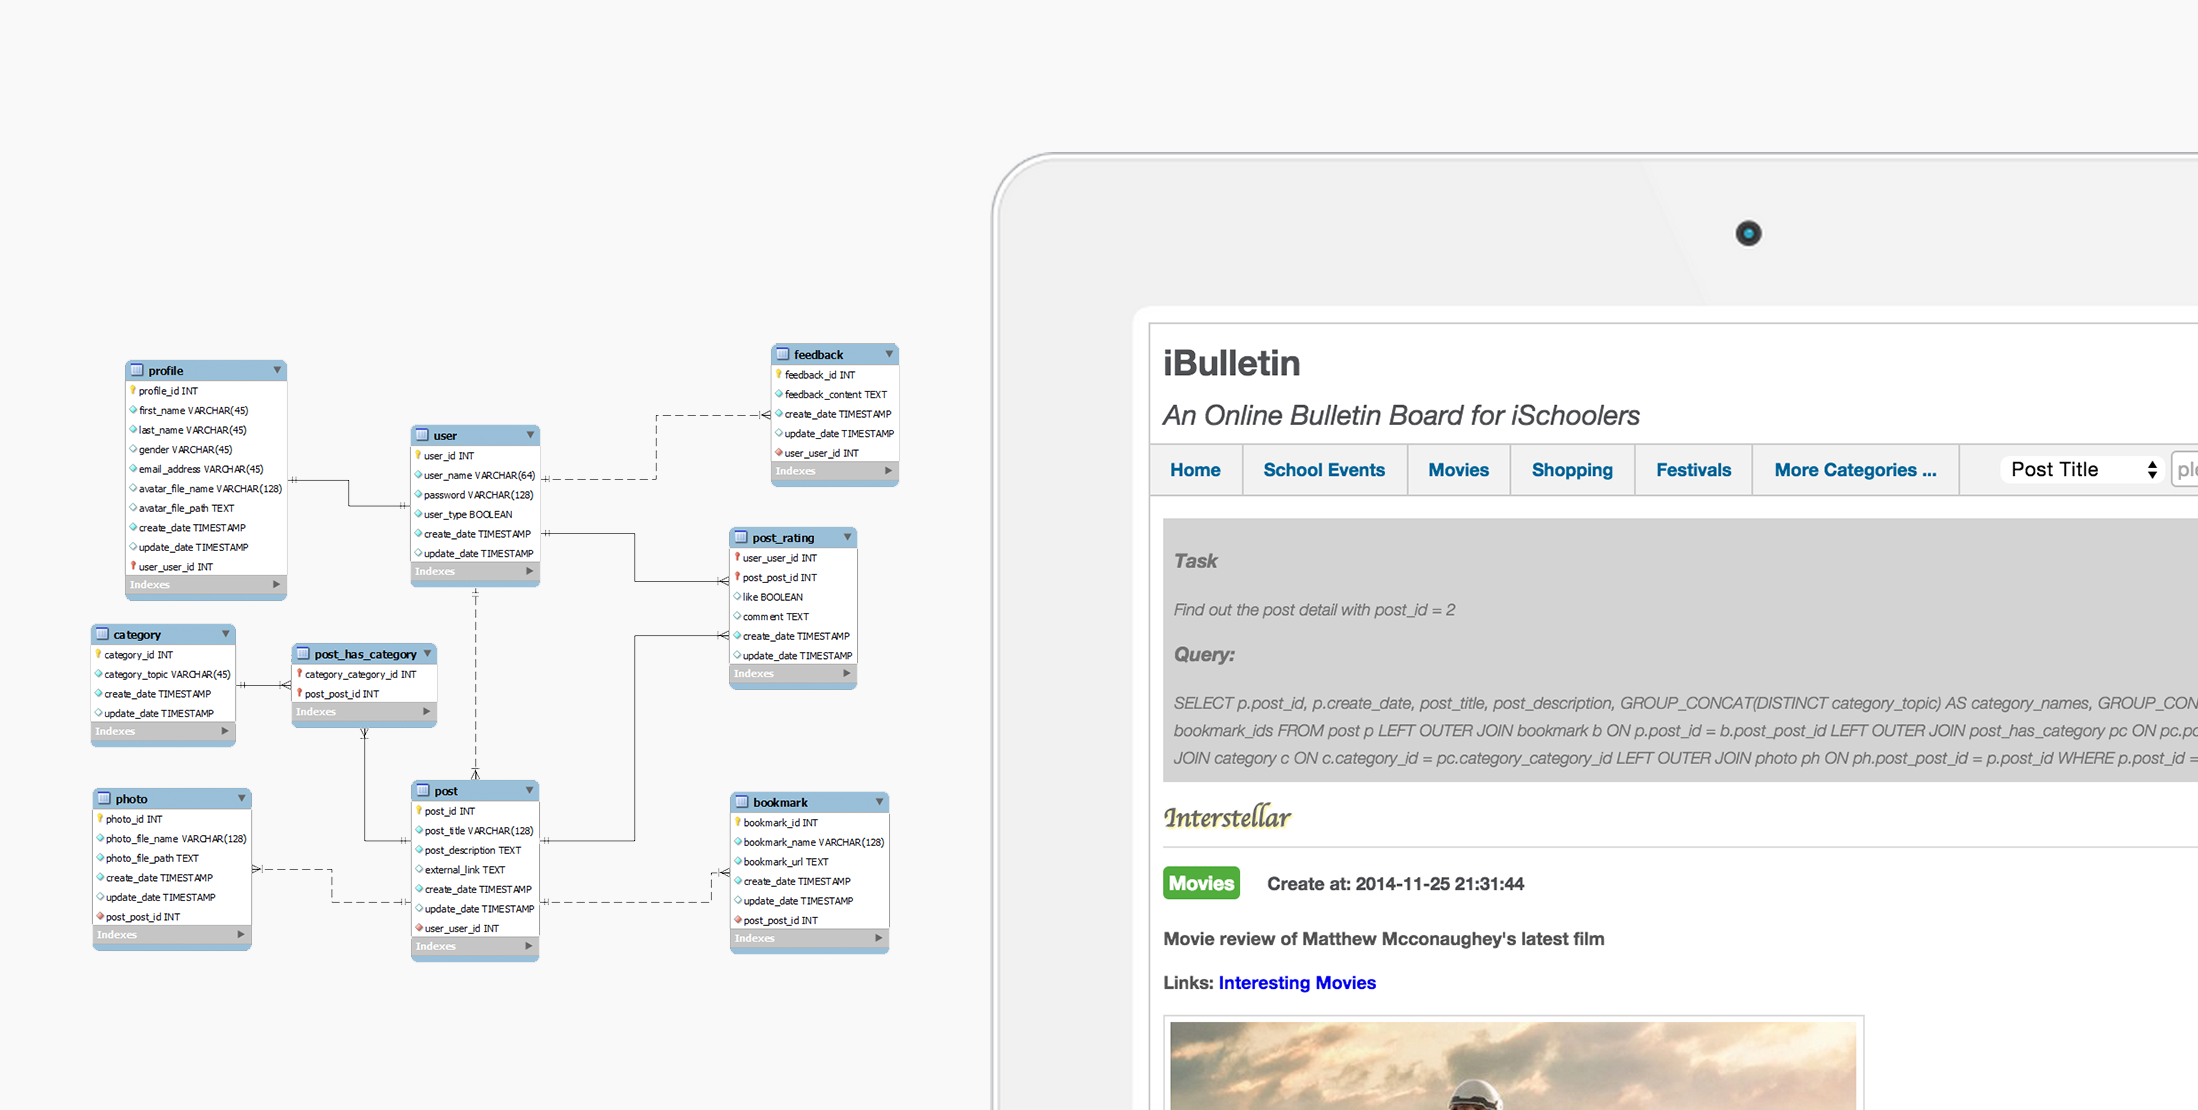 profile
profile_id INT
first_name VARCHAR(45)
last_name VARCHAR(45)
gender VARCHAR(45)
email_address VARCHAR(45)
avatar_file_name VARCHAR(128)
avatar_file_path TEXT
create_date TIMESTAMP
update_date TIMESTAMP
user_user_id INT
Indexes
user
user_id INT
user_name VARCHAR(64)
password VARCHAR(128)
user_type BOOLEAN
create_date TIMESTAMP
update_date TIMESTAMP
Indexes
feedback
feedback_id INT
feedback_content TEXT
create_date TIMESTAMP
update_date TIMESTAMP
user_user_id INT
Indexes
post_rating
user_user_id INT
post_post_id INT
like BOOLEAN
comment TEXT
create_date TIMESTAMP
update_date TIMESTAMP
Indexes
category
category_id INT
category_topic VARCHAR(45)
create_date TIMESTAMP
update_date TIMESTAMP
Indexes
post_has_category
category_category_id INT
post_post_id INT
Indexes
photo
photo_id INT
photo_file_name VARCHAR(128)
photo_file_path TEXT
create_date TIMESTAMP
update_date TIMESTAMP
post_post_id INT
Indexes
post
post_id INT
post_title VARCHAR(128)
post_description TEXT
external_link TEXT
create_date TIMESTAMP
update_date TIMESTAMP
user_user_id INT
Indexes
bookmark
bookmark_id INT
bookmark_name VARCHAR(128)
bookmark_url TEXT
create_date TIMESTAMP
update_date TIMESTAMP
post_post_id INT
Indexes
iBulletin
An Online Bulletin Board for iSchoolers
Home School Events Movies Shopping Festivals More Categories ... Post Title
Task
Find out the post detail with post_id = 2
Query:
SELECT p.post_id, p.create_date, post_title, post_description, GROUP_CONCAT(DISTINCT category_topic) AS category_names, GROUP_CON
bookmark_ids FROM post p LEFT OUTER JOIN bookmark b ON p.post_id = b.post_post_id LEFT OUTER JOIN post_has_category pc ON pc.po
JOIN category c ON c.category_id = pc.category_category_id LEFT OUTER JOIN photo ph ON ph.post_post_id = p.post_id WHERE p.post_id =
Interstellar
Movies Create at: 2014-11-25 21:31:44
Movie review of Matthew Mcconaughey's latest film
Links: Interesting Movies